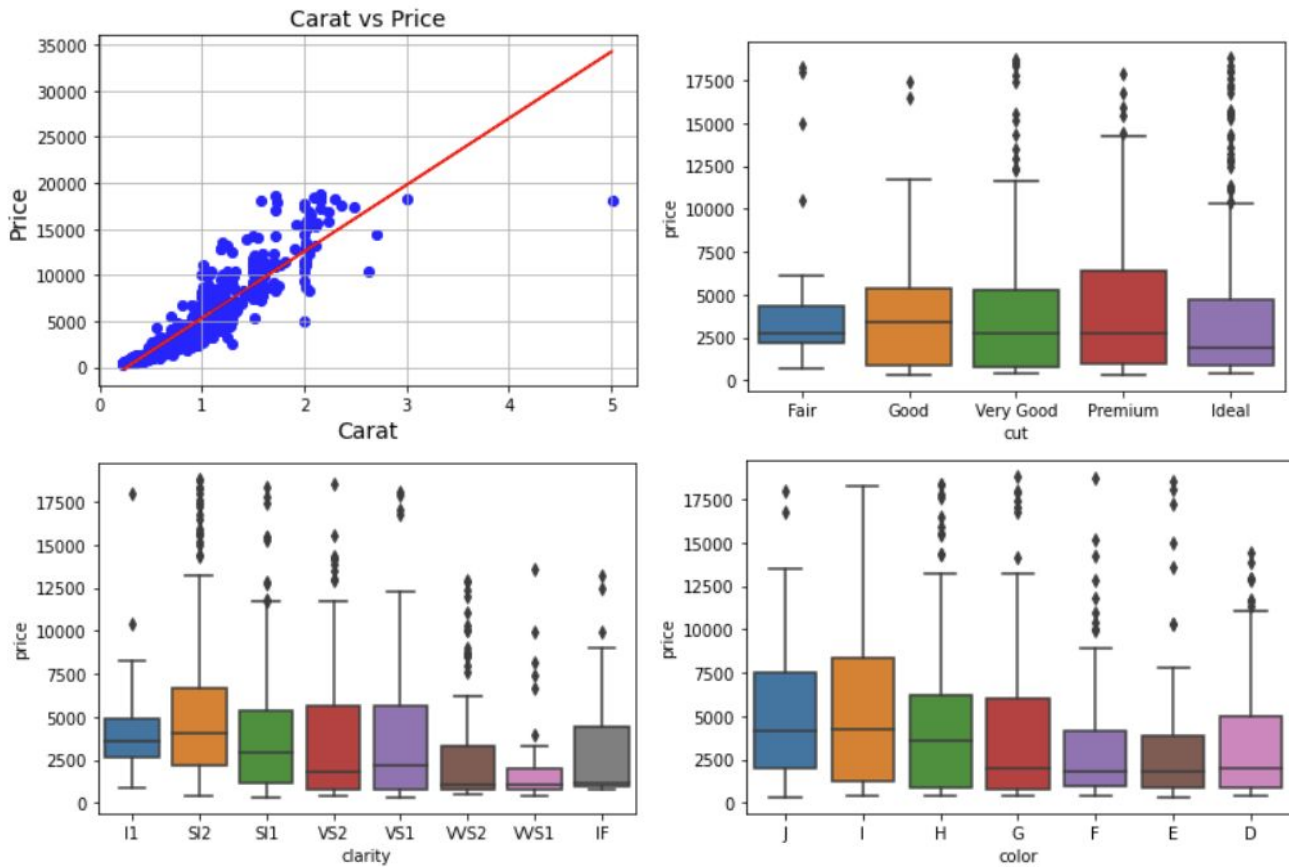 Carat vs Price
35000
30000
25000
20000
15000
10000
5000
0
Price
0 1 2 3 4 5
Carat
17500
15000
12500
10000
7500
5000
2500
0
price
Fair Good Very Good Premium Ideal
cut
17500
15000
12500
10000
7500
5000
2500
0
price
I1 SI2 SI1 VS2 VS1 VVS2 VVS1 IF
clarity
17500
15000
12500
10000
7500
5000
2500
0
price
J I H G F E D
color